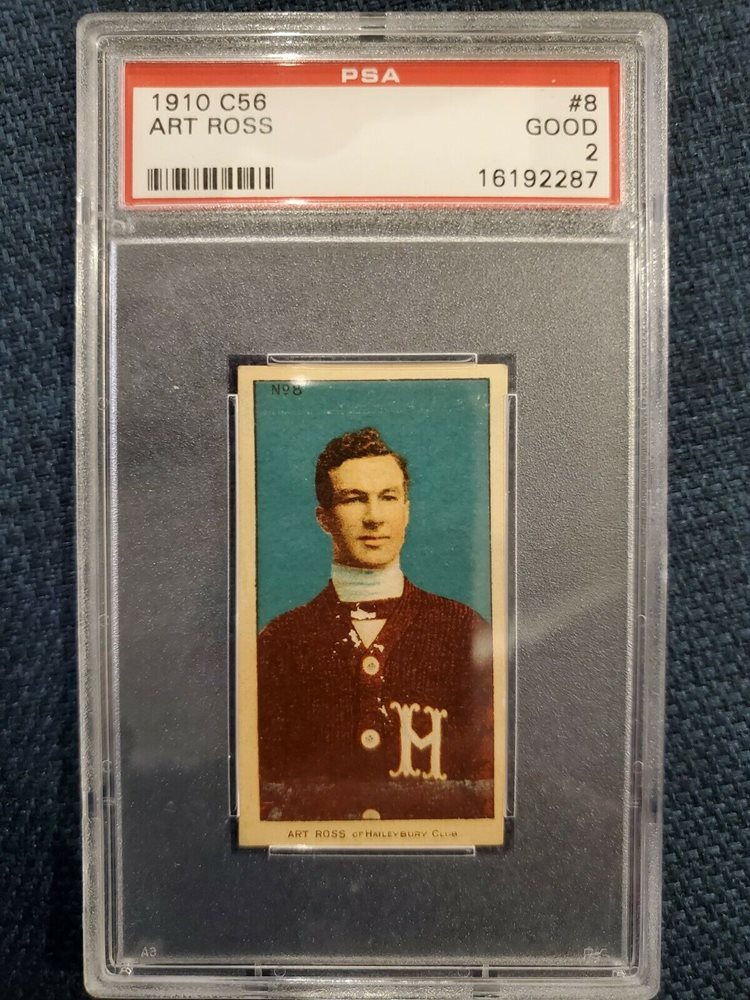 PSA
1910 C56 #8
ART ROSS GOOD
2
16192287
Nº8
H
ART ROSS OF HAILEYBURY CLUB